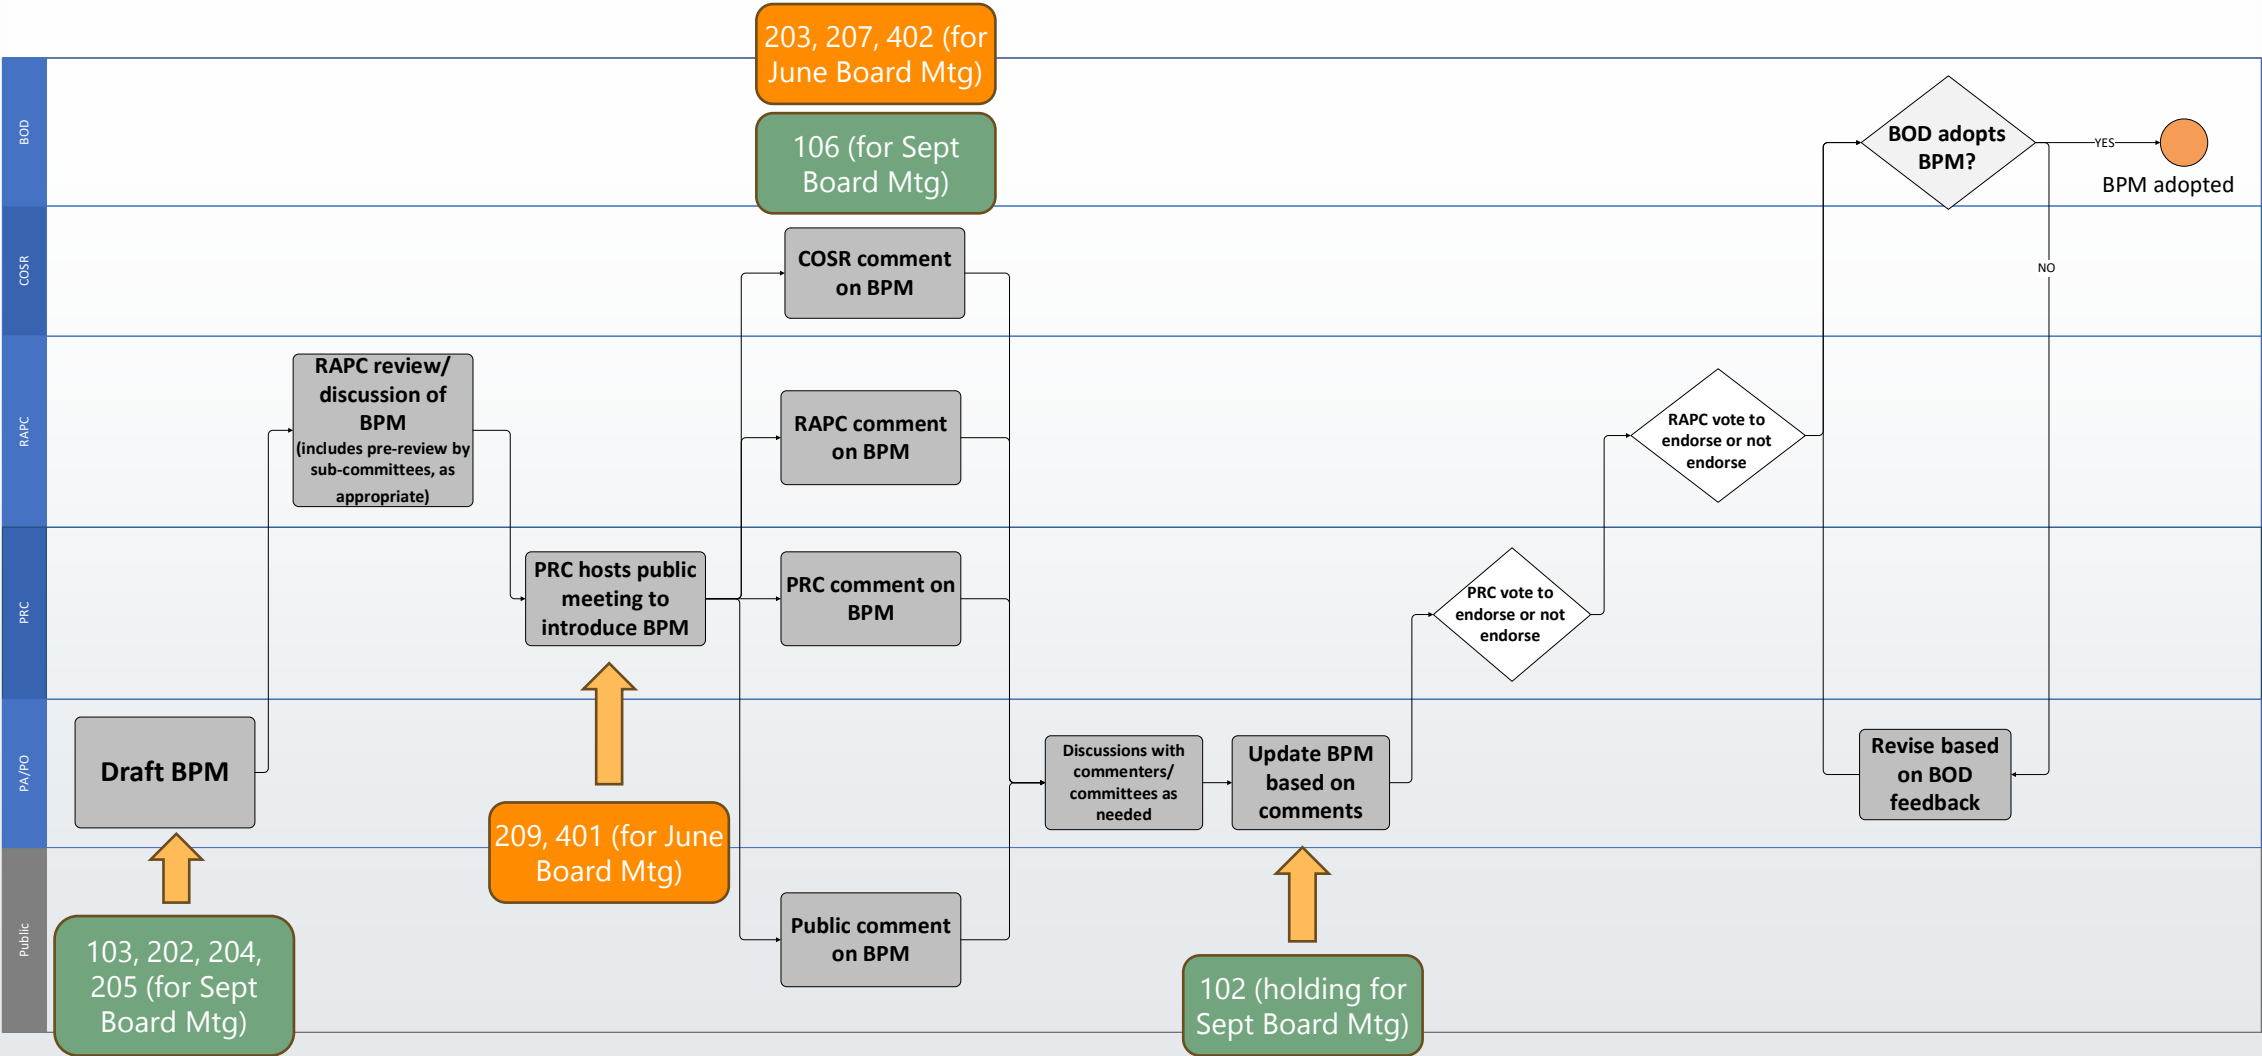 203, 207, 402 (for
June Board Mtg)
106 (for Sept
Board Mtg)
BOD
BOD adopts
BPM?
YES
BPM adopted
COSR
COSR comment
on BPM
NO
RAPC
RAPC review/
discussion of
BPM
(includes pre-review by
sub-committees, as
appropriate)
RAPC comment
on BPM
RAPC vote to
endorse or not
endorse
PRC
PRC hosts public
meeting to
introduce BPM
PRC comment on
BPM
PRC vote to
endorse or not
endorse
PA/PO
Draft BPM
Discussions with
commenters/
committees as
needed
Update BPM
based on
comments
Revise based
on BOD
feedback
209, 401 (for June
Board Mtg)
Public
Public comment
on BPM
103, 202, 204,
205 (for Sept
Board Mtg)
102 (holding for
Sept Board Mtg)